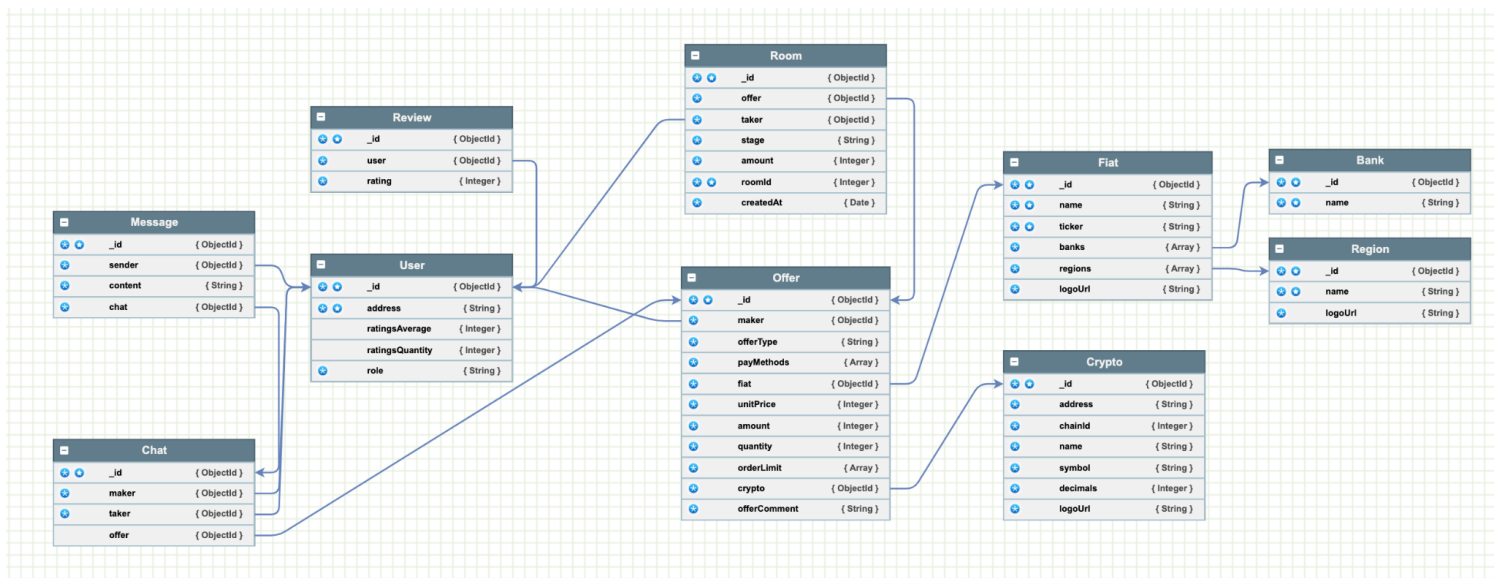 Room
_id { ObjectId }
offer { ObjectId }
taker { ObjectId }
stage { String }
amount { Integer }
roomId { Integer }
createdAt { Date }
Review
_id { ObjectId }
user { ObjectId }
rating { Integer }
Message
_id { ObjectId }
sender { ObjectId }
content { String }
chat { ObjectId }
User
_id { ObjectId }
address { String }
ratingsAverage { Integer }
ratingsQuantity { Integer }
role { String }
Chat
_id { ObjectId }
maker { ObjectId }
taker { ObjectId }
offer { ObjectId }
Offer
_id { ObjectId }
maker { ObjectId }
offerType { String }
payMethods { Array }
fiat { ObjectId }
unitPrice { Integer }
amount { Integer }
quantity { Integer }
orderLimit { Array }
crypto { ObjectId }
offerComment { String }
Fiat
_id { ObjectId }
name { String }
ticker { String }
banks { Array }
regions { Array }
logoUrl { String }
Bank
_id { ObjectId }
name { String }
Region
_id { ObjectId }
name { String }
logoUrl { String }
Crypto
_id { ObjectId }
address { String }
chainId { Integer }
name { String }
symbol { String }
decimals { Integer }
logoUrl { String }